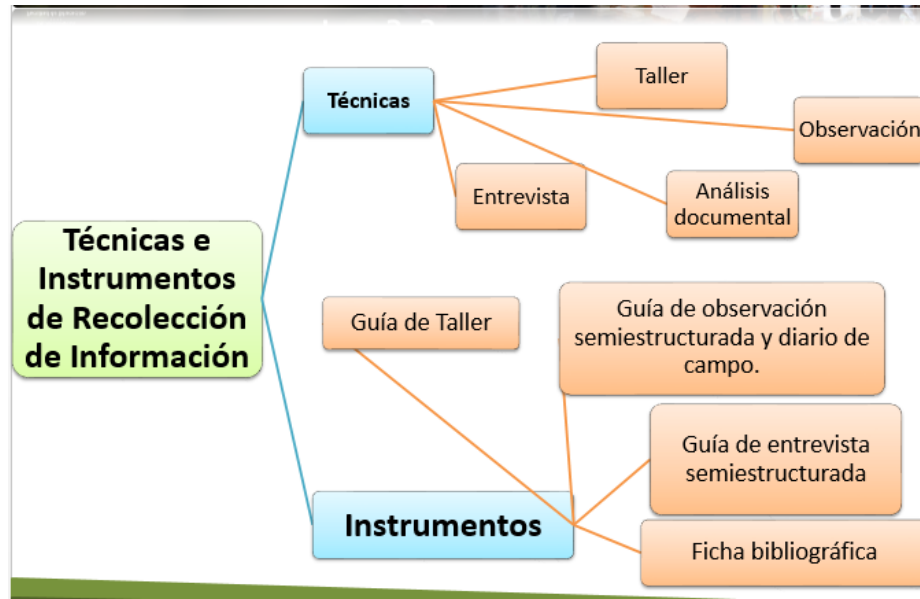 Técnicas
Taller
Observación
Entrevista
Análisis
documental
Técnicas e
Instrumentos
de Recolección
de Información
Guía de Taller
Guía de observación
semiestructurada y diario de
campo.
Guía de entrevista
semiestructurada
Instrumentos
Ficha bibliográfica